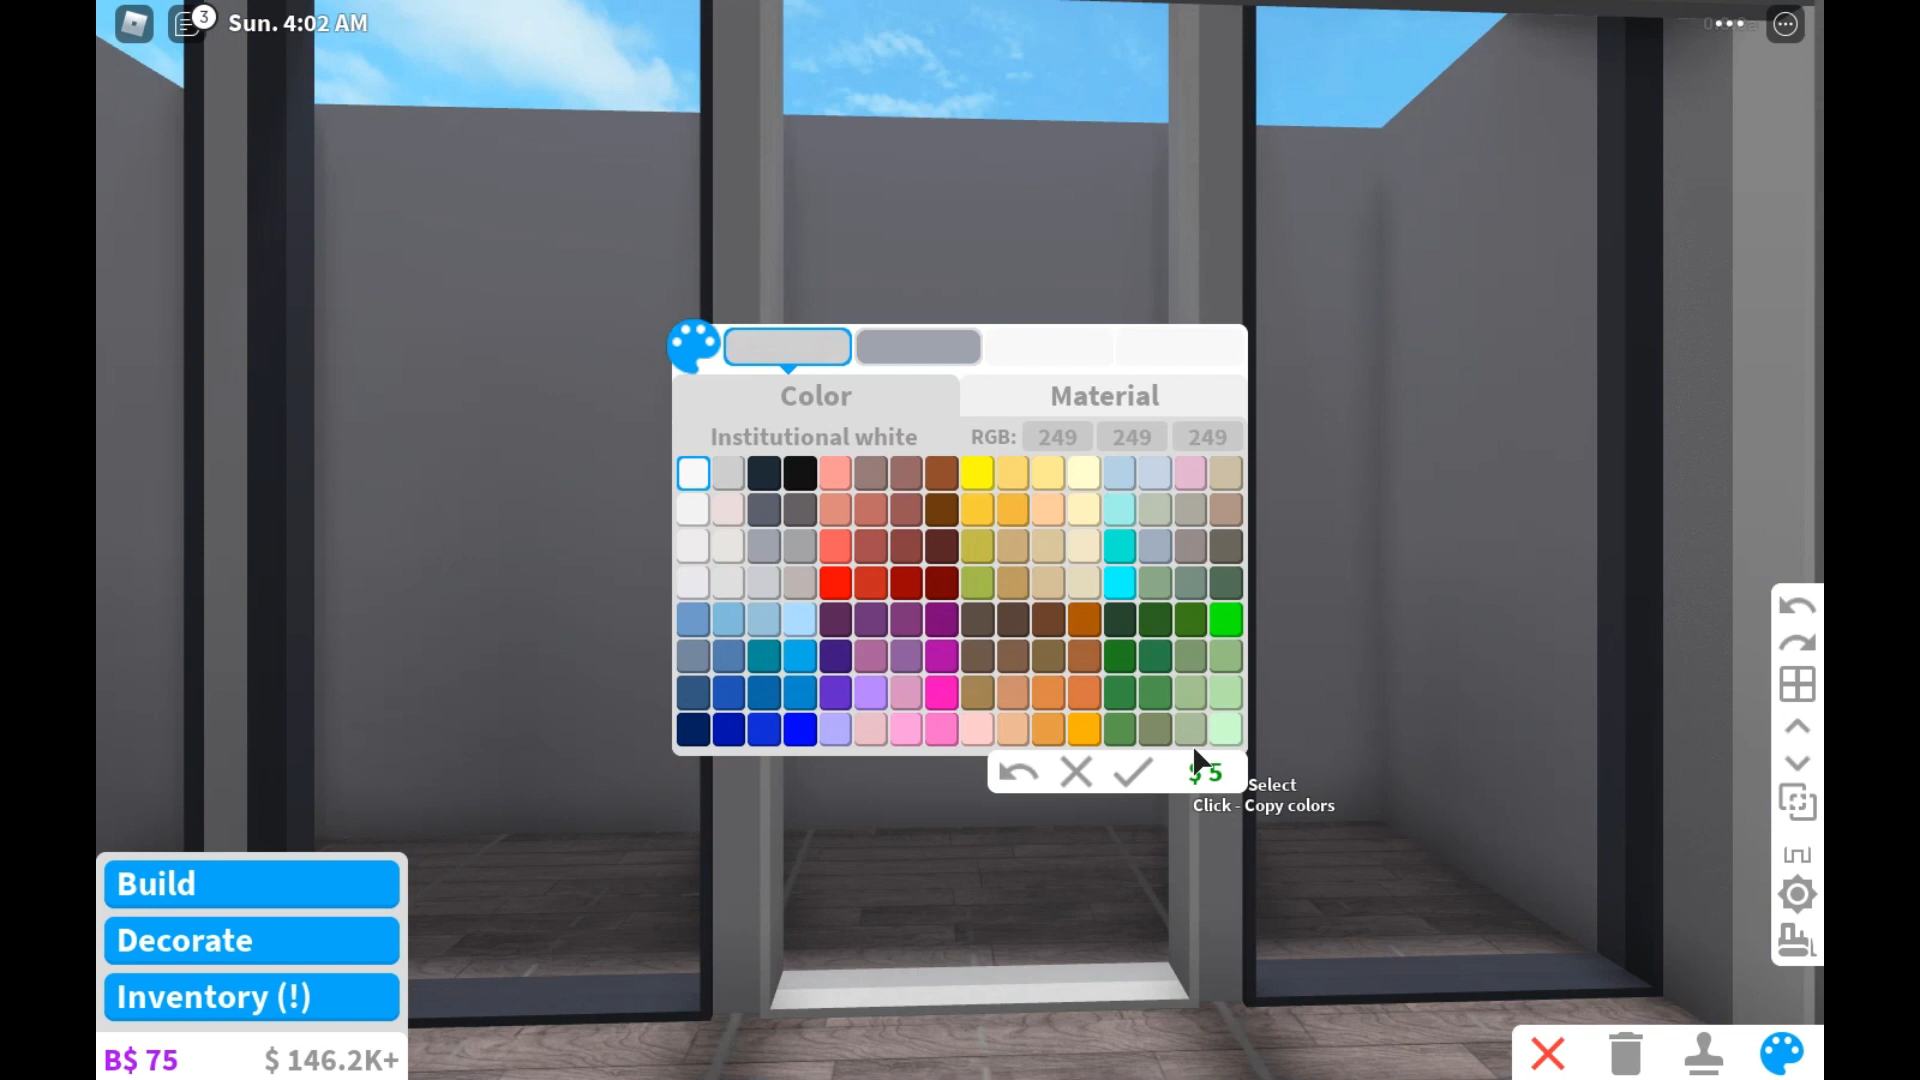 3
Sun. 4:02 AM
Color
Material
Institutional white
RGB: 249 249 249
$ 5
Select
Click - Copy colors
Build
Decorate
Inventory (!)
B$ 75
$ 146.2K+